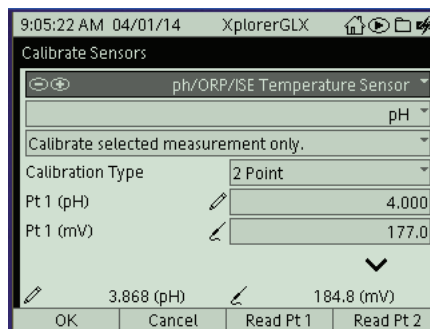 9:05:22 AM 04/01/14 XplorerGLX
Calibrate Sensors
ph/ORP/ISE Temperature Sensor
pH
Calibrate selected measurement only.
Calibration Type 2 Point
Pt 1 (pH) 4.000
Pt 1 (mV) 177.0
3.868 (pH) 184.8 (mV)
OK Cancel Read Pt 1 Read Pt 2